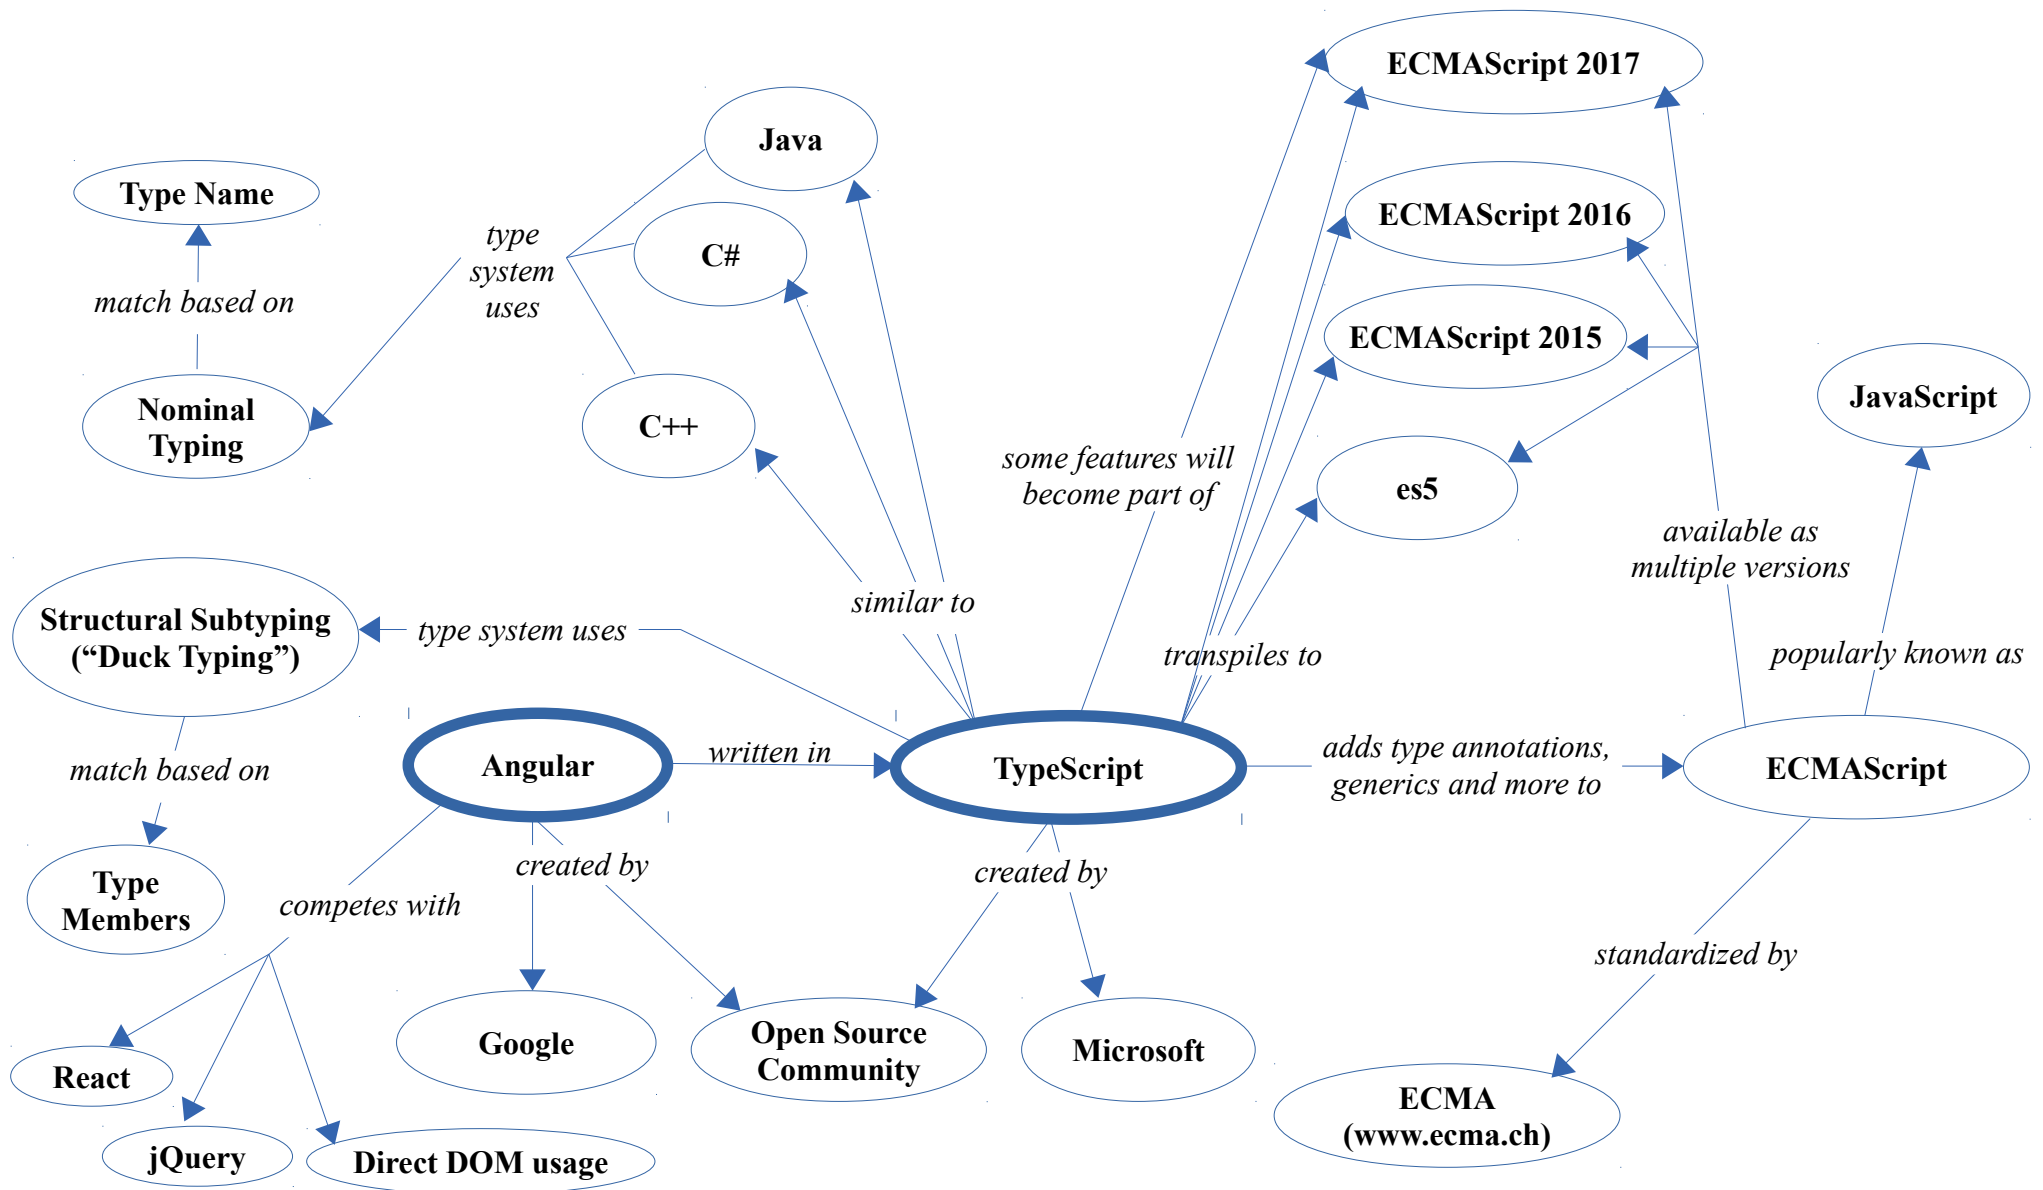 ECMAScript 2017
Java
Type Name
ECMAScript 2016
type
system
uses
C#
match based on
ECMAScript 2015
JavaScript
Nominal
Typing
C++
some features will
become part of
es5
available as
multiple versions
similar to
Structural Subtyping
(“Duck Typing”)
type system uses
transpiles to
popularly known as
match based on
Angular
written in
TypeScript
adds type annotations,
generics and more to
ECMAScript
created by
created by
Type
Members
competes with
standardized by
Google
Open Source
Community
Microsoft
React
ECMA
(www.ecma.ch)
jQuery
Direct DOM usage